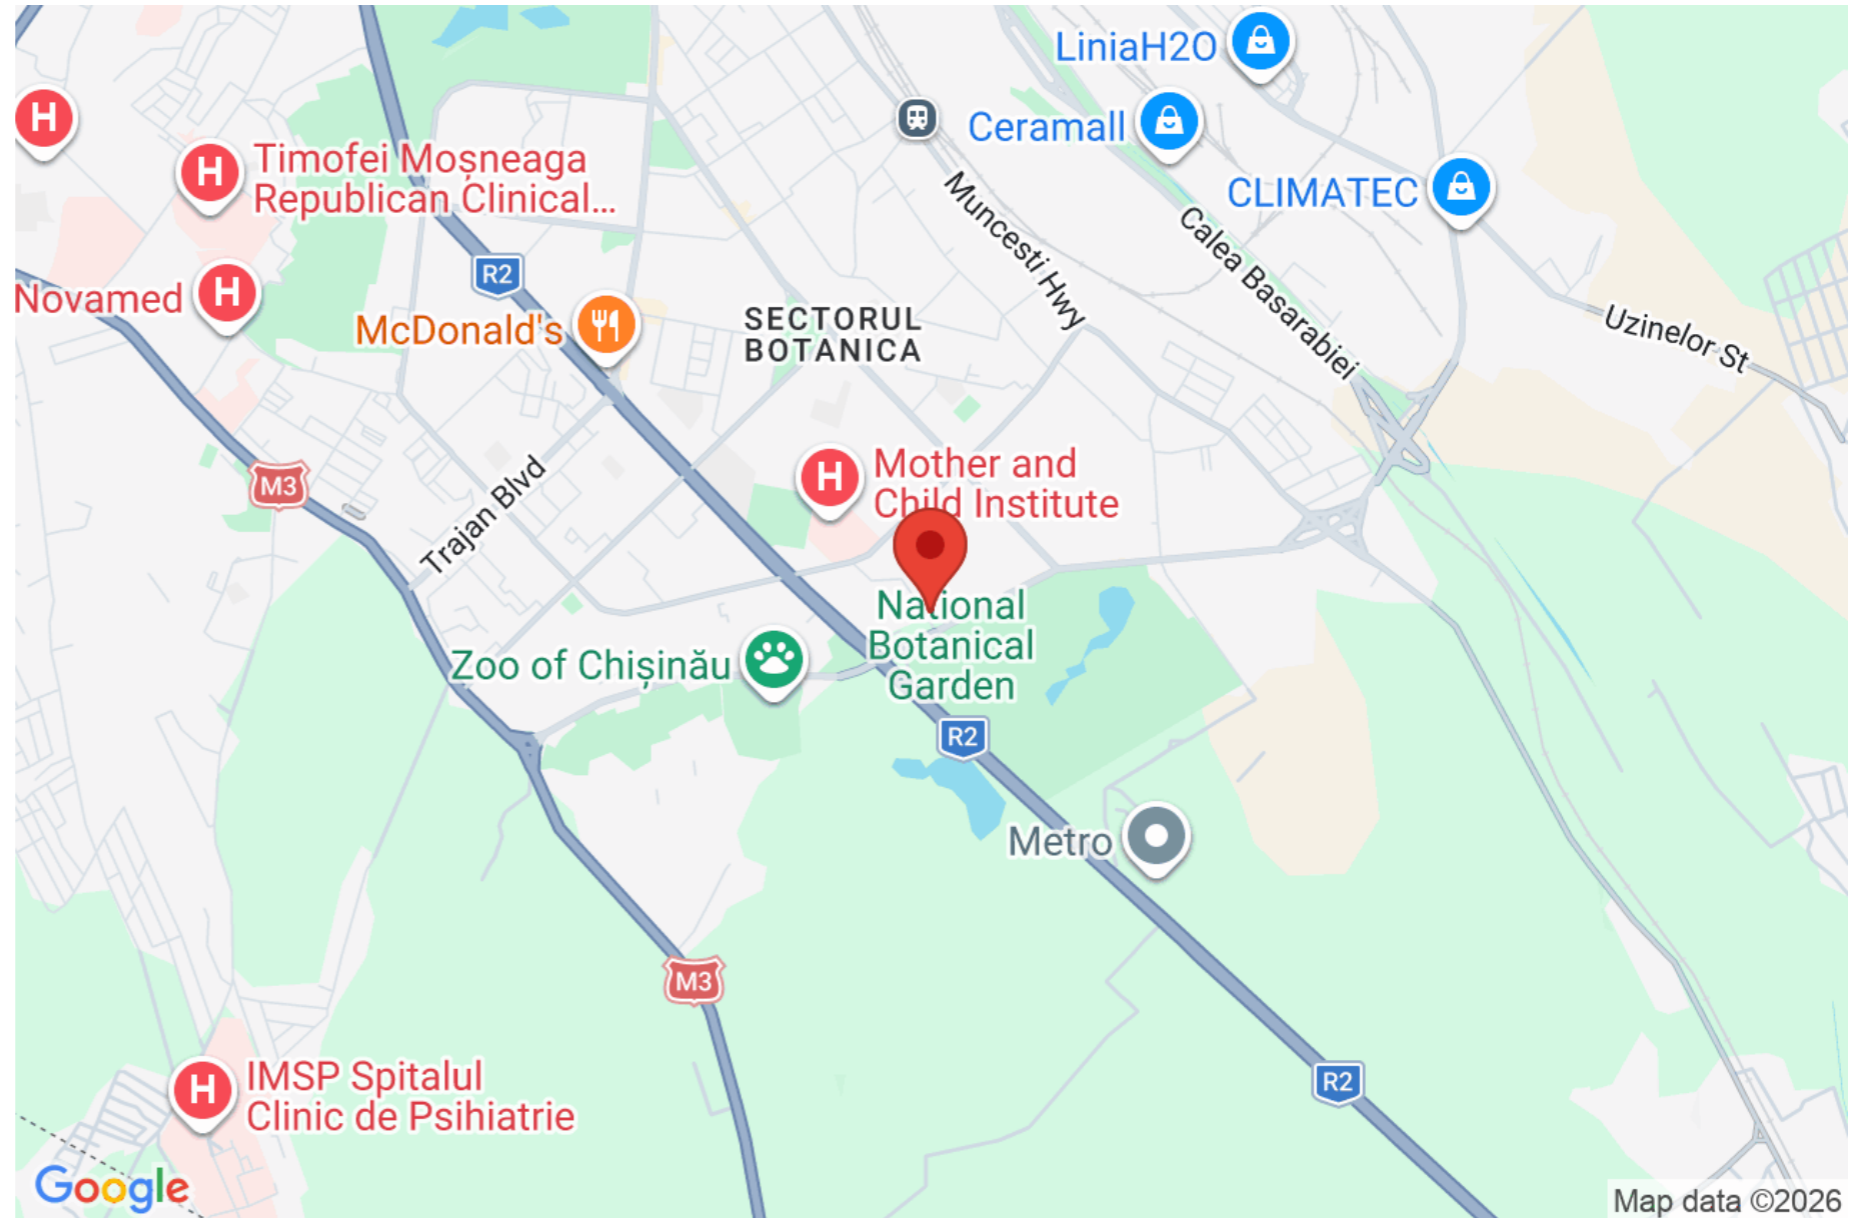 LiniaH2O
H
Ceramall
Timofei Moșneaga
Republican Clinical...
H
CLIMATEC
Muncesti Hwy
Calea Basarabiei
R2
Novamed
H
McDonald's
SECTORUL
BOTANICA
Uzinelor St
M3
Trajan Blvd
H
Mother and
Child Institute
National
Botanical
Garden
Zoo of Chișinău
R2
Metro
M3
R2
H
IMSP Spitalul
Clinic de Psihiatrie
Google
Map data ©2026